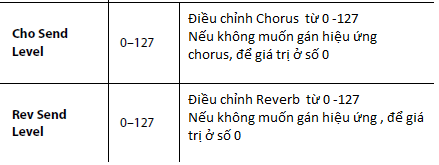 Cho Send
Level
0–127
Điều chỉnh Chorus từ 0 -127
Nếu không muốn gán hiệu ứng
chorus, để giá trị ở số 0
Rev Send
Level
0–127
Điều chỉnh Reverb từ 0 -127
Nếu không muốn gán hiệu ứng , để giá
trị ở số 0